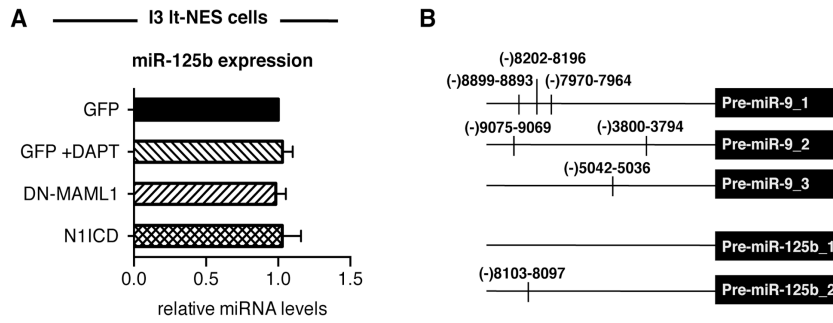 A
I3 lt-NES cells
miR-125b expression
GFP
GFP +DAPT
DN-MAML1
N1ICD
0.0 0.5 1.0 1.5
relative miRNA levels
B
(-)8202-8196
(-)8899-8893 (-)7970-7964
Pre-miR-9_1
(-)9075-9069 (-)3800-3794
Pre-miR-9_2
(-)5042-5036
Pre-miR-9_3
Pre-miR-125b_1
(-)8103-8097
Pre-miR-125b_2